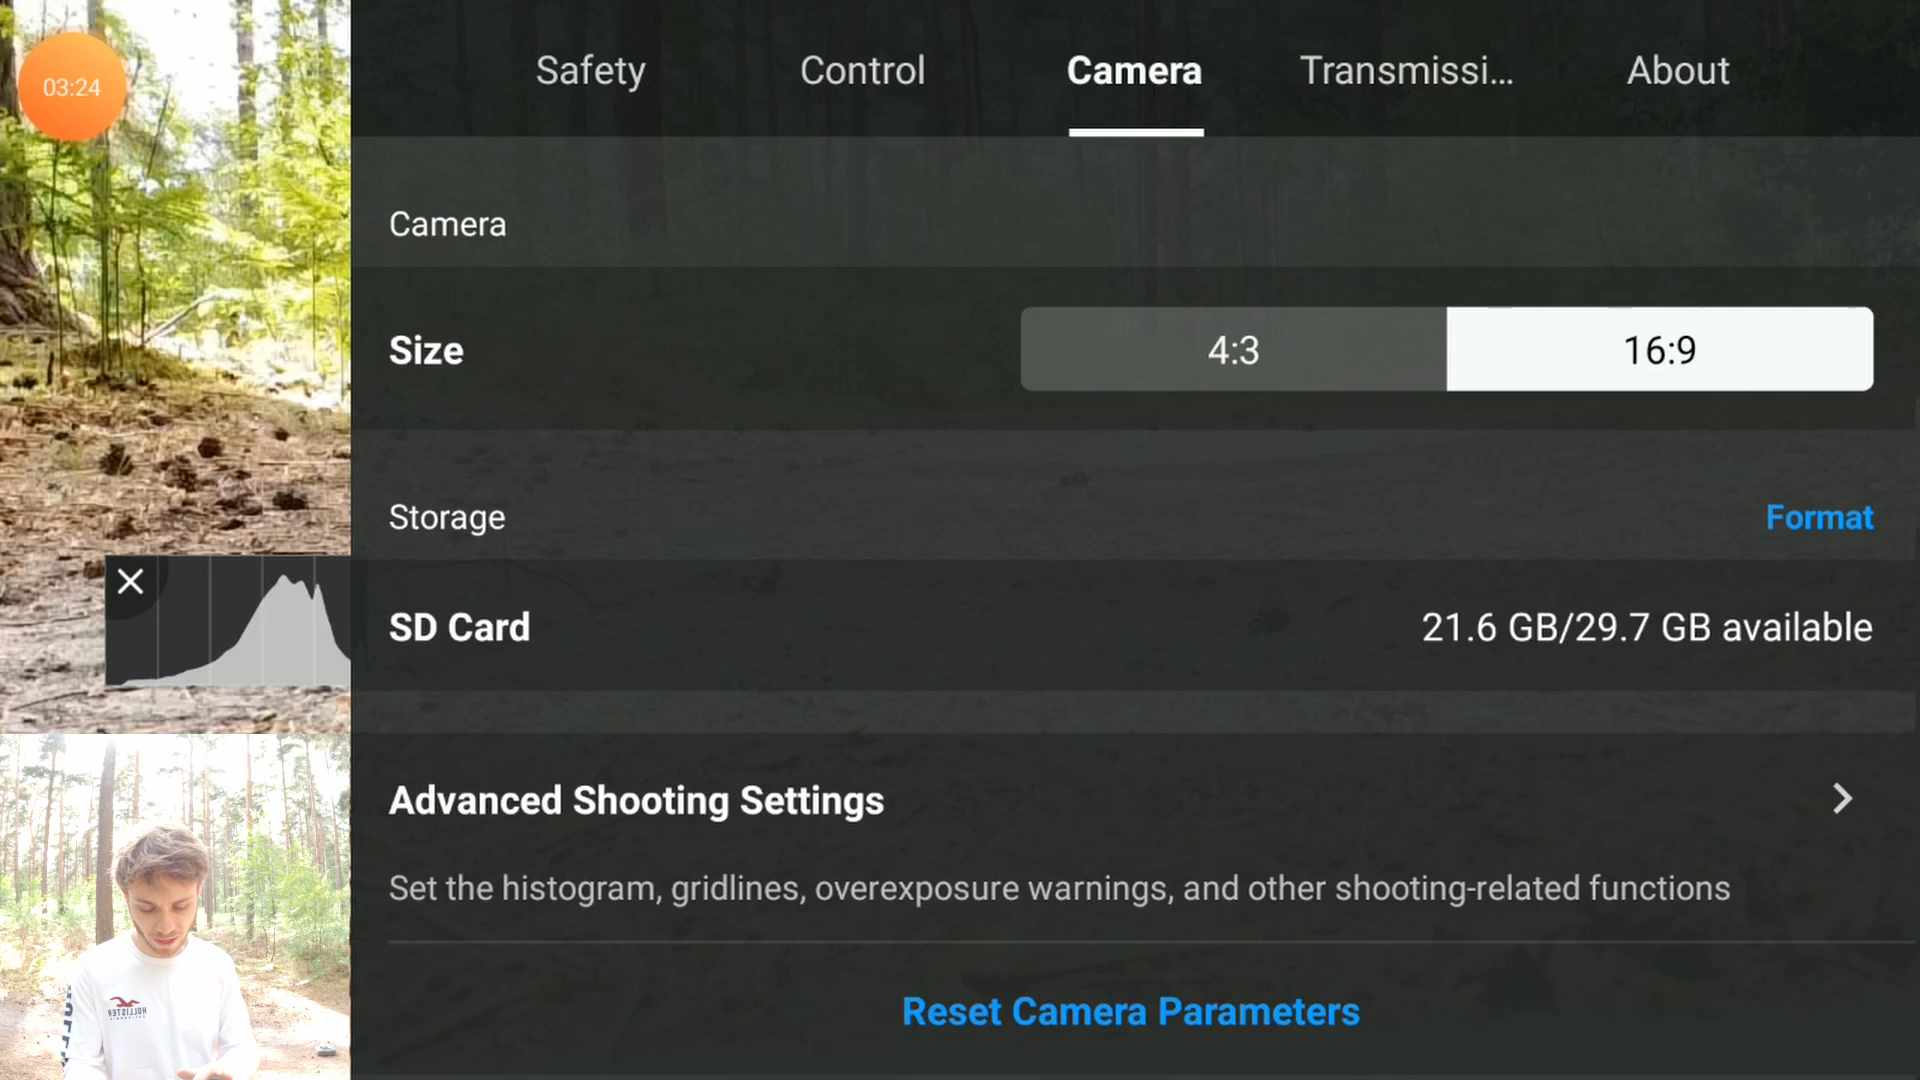 03:24
Safety
Control
Camera
Transmissi...
About
Camera
Size
4:3
16:9
Storage
Format
SD Card
21.6 GB/29.7 GB available
Advanced Shooting Settings
Set the histogram, gridlines, overexposure warnings, and other shooting-related functions
Reset Camera Parameters
HOLLISTER